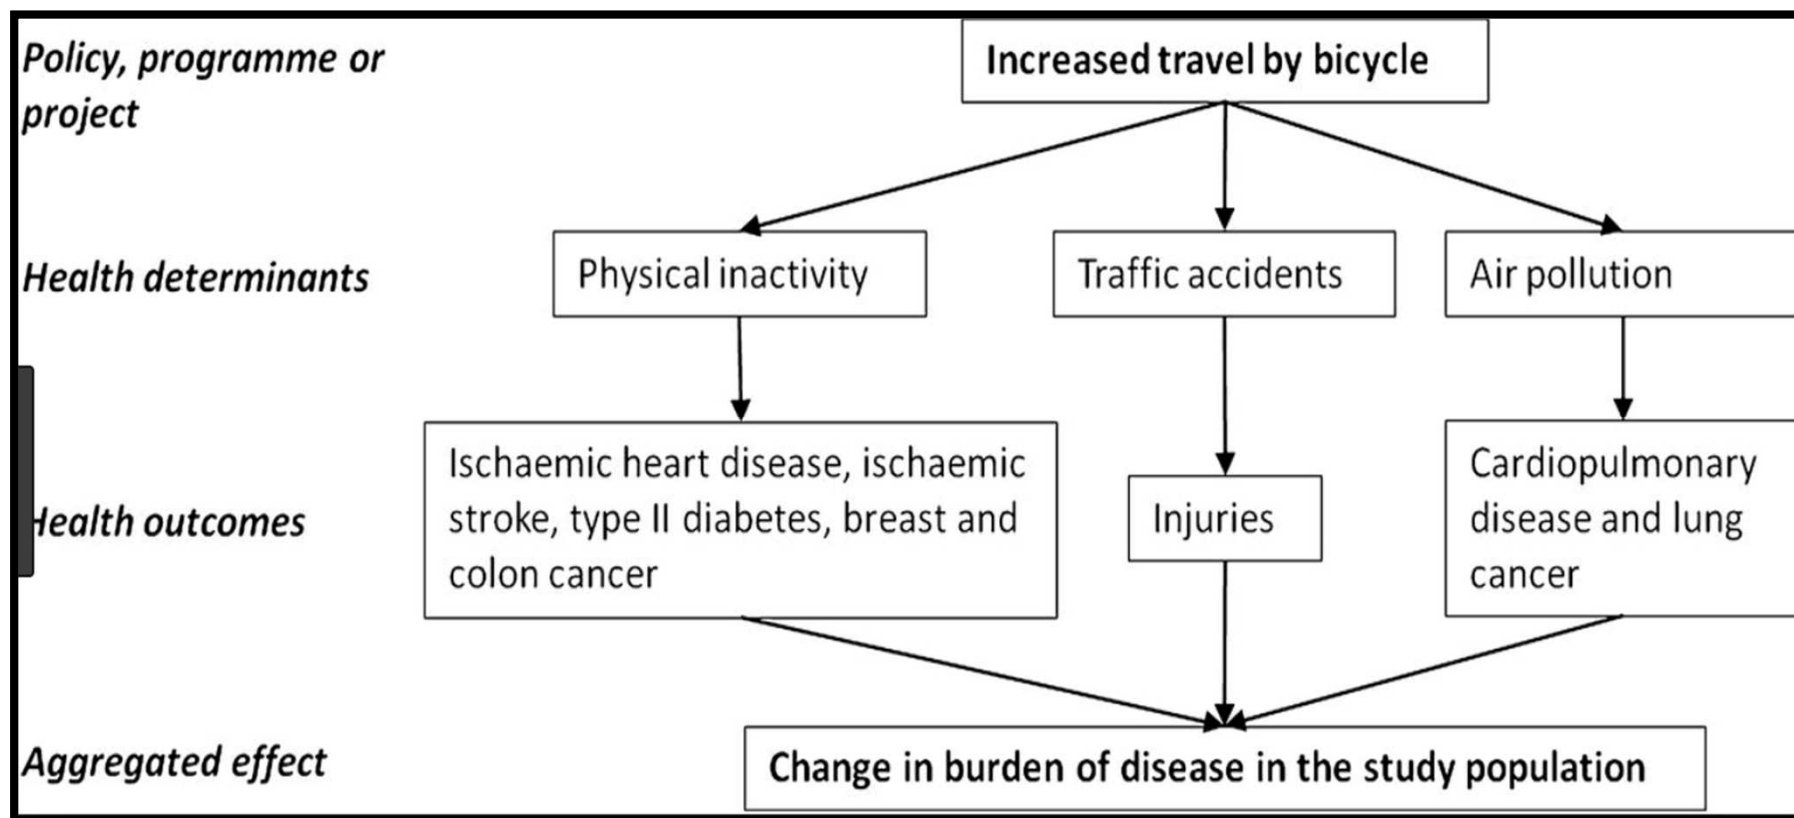 Policy, programme or
project
Increased travel by bicycle
Health determinants
Physical inactivity
Traffic accidents
Air pollution
Health outcomes
Ischaemic heart disease, ischaemic
stroke, type II diabetes, breast and
colon cancer
Injuries
Cardiopulmonary
disease and lung
cancer
Aggregated effect
Change in burden of disease in the study population